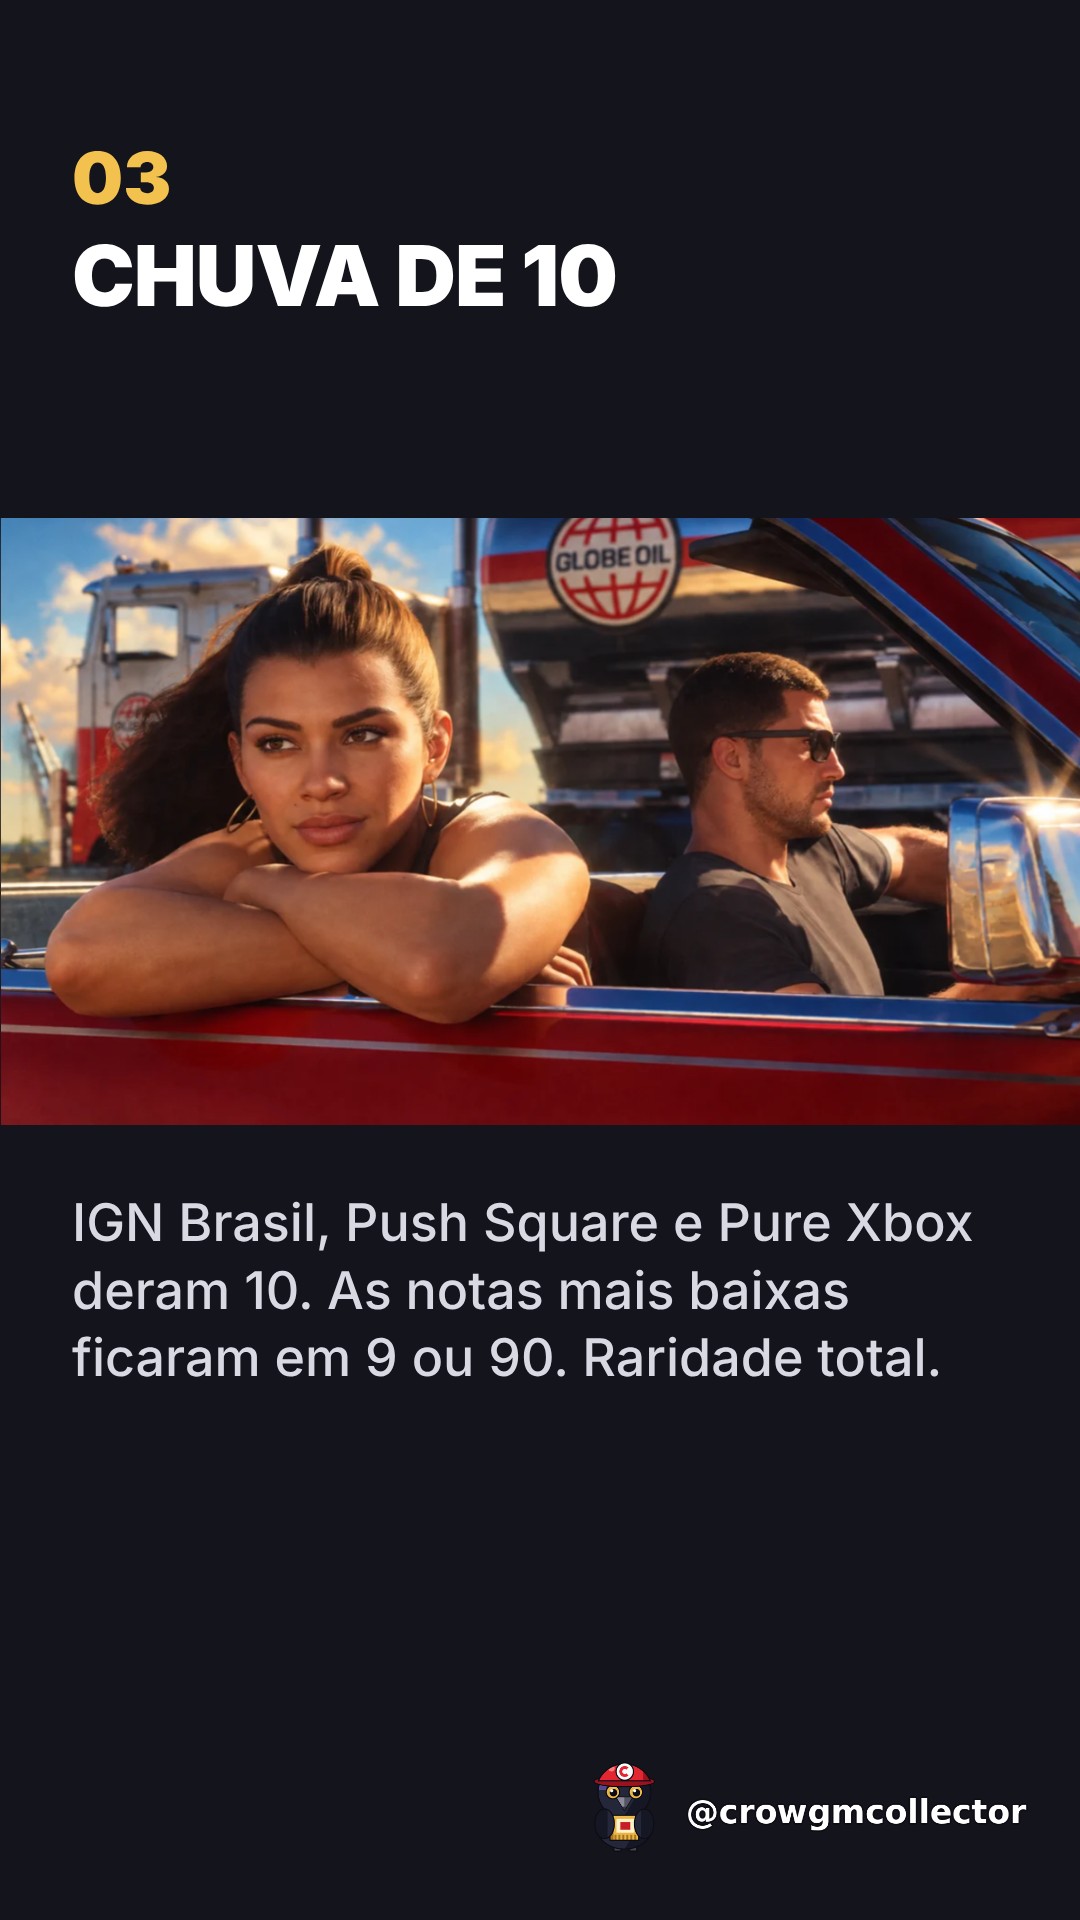 03
CHUVA DE 10
GLOBE OIL
IGN Brasil, Push Square e Pure Xbox
deram 10. As notas mais baixas
ficaram em 9 ou 90. Raridade total.
C
@crowgmcollector